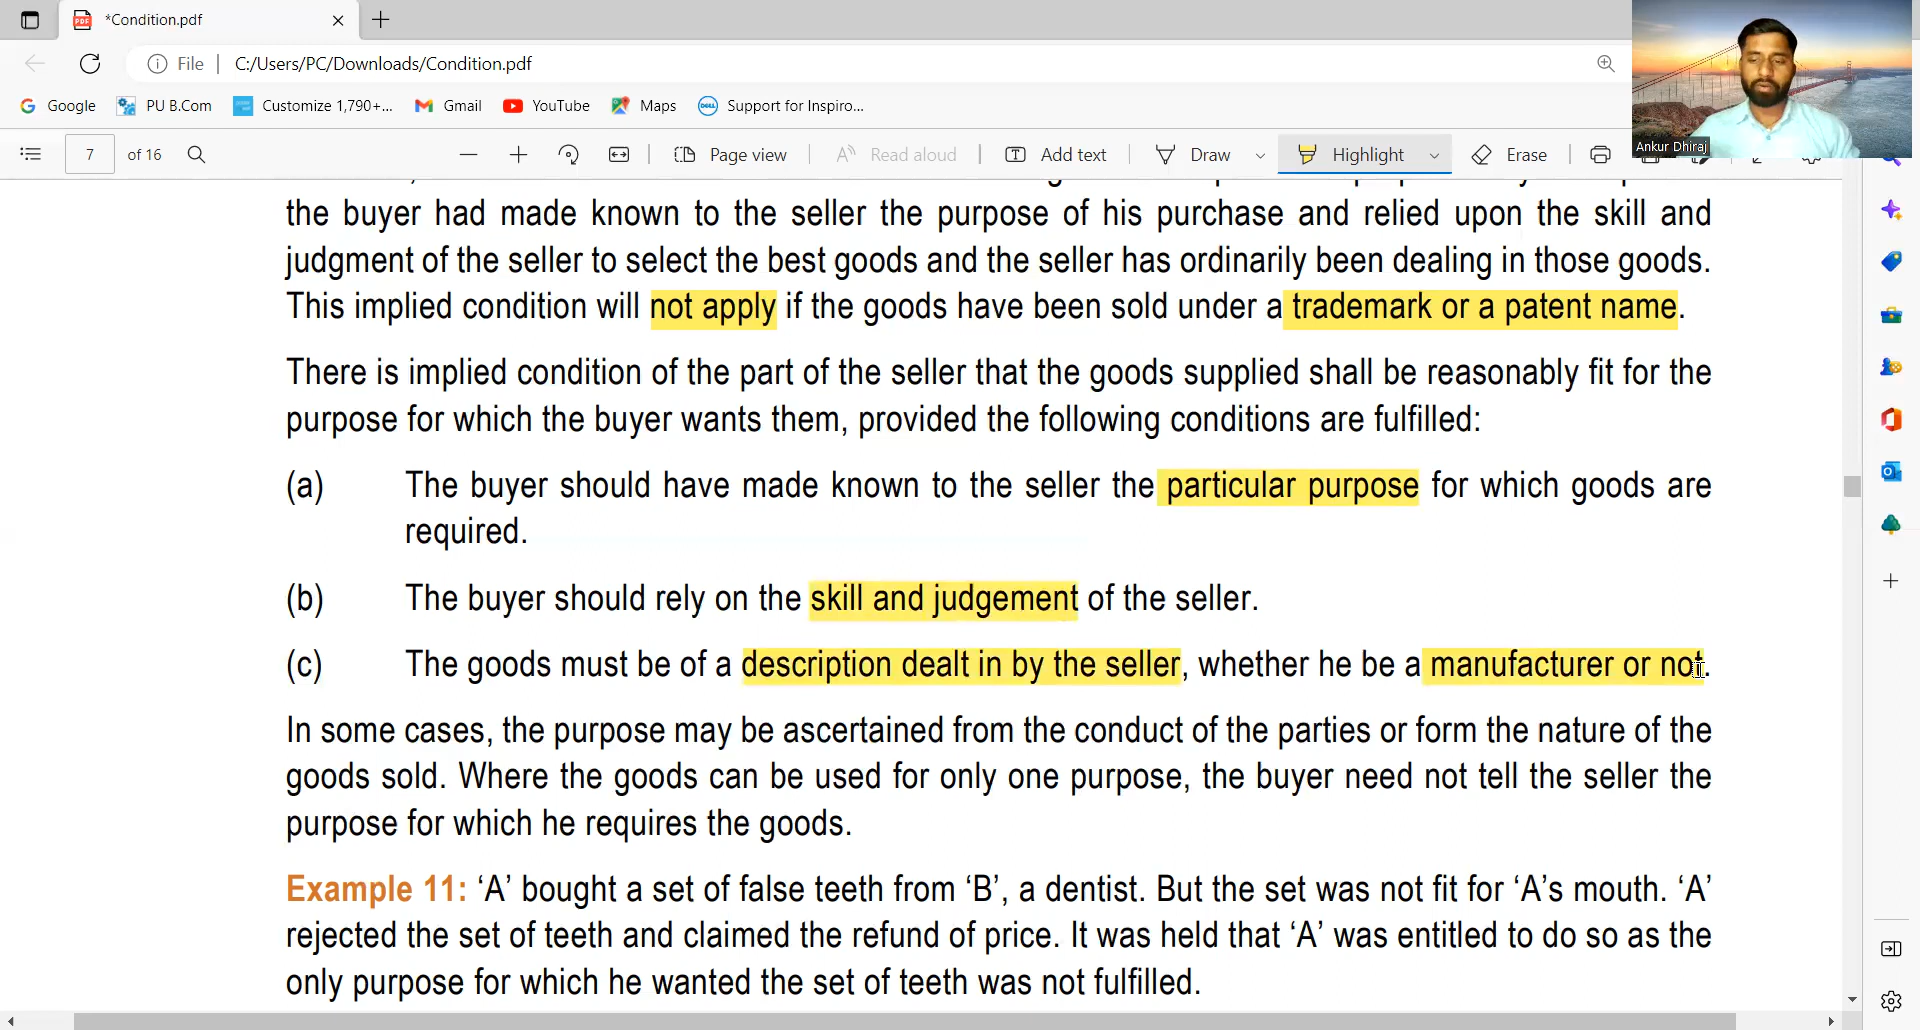 *Condition.pdf
File
C:/Users/PC/Downloads/Condition.pdf
Google PU B.Com Customize 1,790+... Gmail YouTube Maps Support for Inspiro...
7 of 16 Page view Read aloud Add text Draw Highlight Erase
Ankur Dhiraj
the buyer had made known to the seller the purpose of his purchase and relied upon the skill and
judgment of the seller to select the best goods and the seller has ordinarily been dealing in those goods.
This implied condition will not apply if the goods have been sold under a trademark or a patent name.
There is implied condition of the part of the seller that the goods supplied shall be reasonably fit for the
purpose for which the buyer wants them, provided the following conditions are fulfilled:
(a) The buyer should have made known to the seller the particular purpose for which goods are
required.
(b) The buyer should rely on the skill and judgement of the seller.
(c) The goods must be of a description dealt in by the seller, whether he be a manufacturer or not.
In some cases, the purpose may be ascertained from the conduct of the parties or form the nature of the
goods sold. Where the goods can be used for only one purpose, the buyer need not tell the seller the
purpose for which he requires the goods.
Example 11: ‘A’ bought a set of false teeth from ‘B’, a dentist. But the set was not fit for ‘A’s mouth. ‘A’
rejected the set of teeth and claimed the refund of price. It was held that ‘A’ was entitled to do so as the
only purpose for which he wanted the set of teeth was not fulfilled.